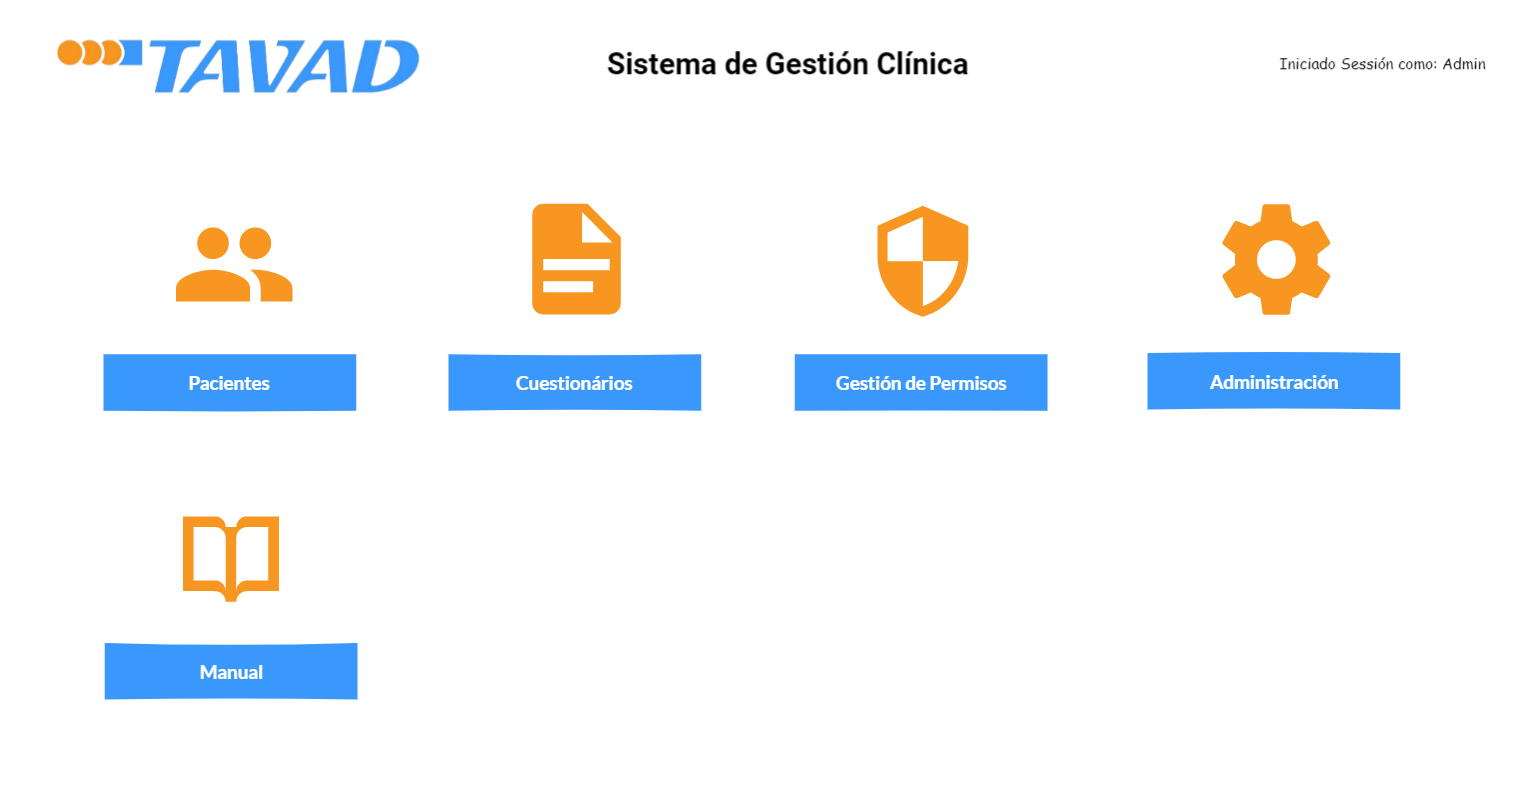 TAVAD
Sistema de Gestión Clínica
Iniciado Sessión como: Admin
Pacientes
Cuestionários
Gestión de Permisos
Administración
Manual